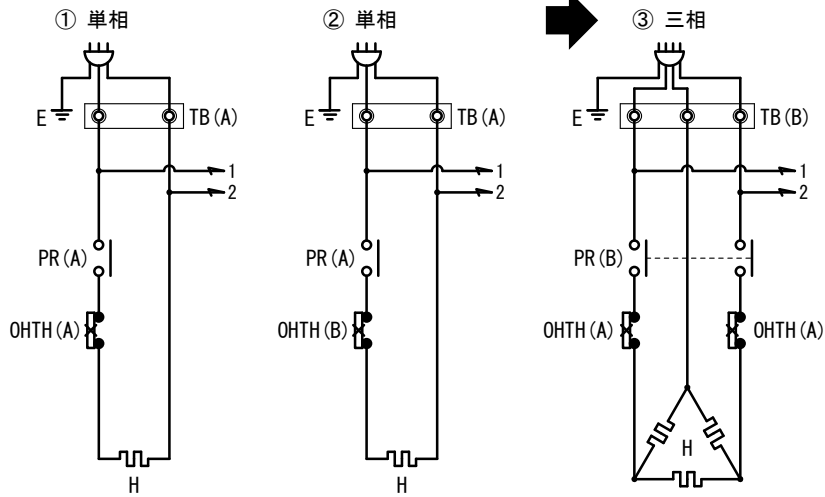 ① 単相
② 単相
③ 三相
E
TB(A)
E
TB(A)
E
TB(B)
1
2
1
2
1
2
PR(A)
PR(A)
PR(B)
OHTH(A)
OHTH(B)
OHTH(A)
OHTH(A)
H
H
H